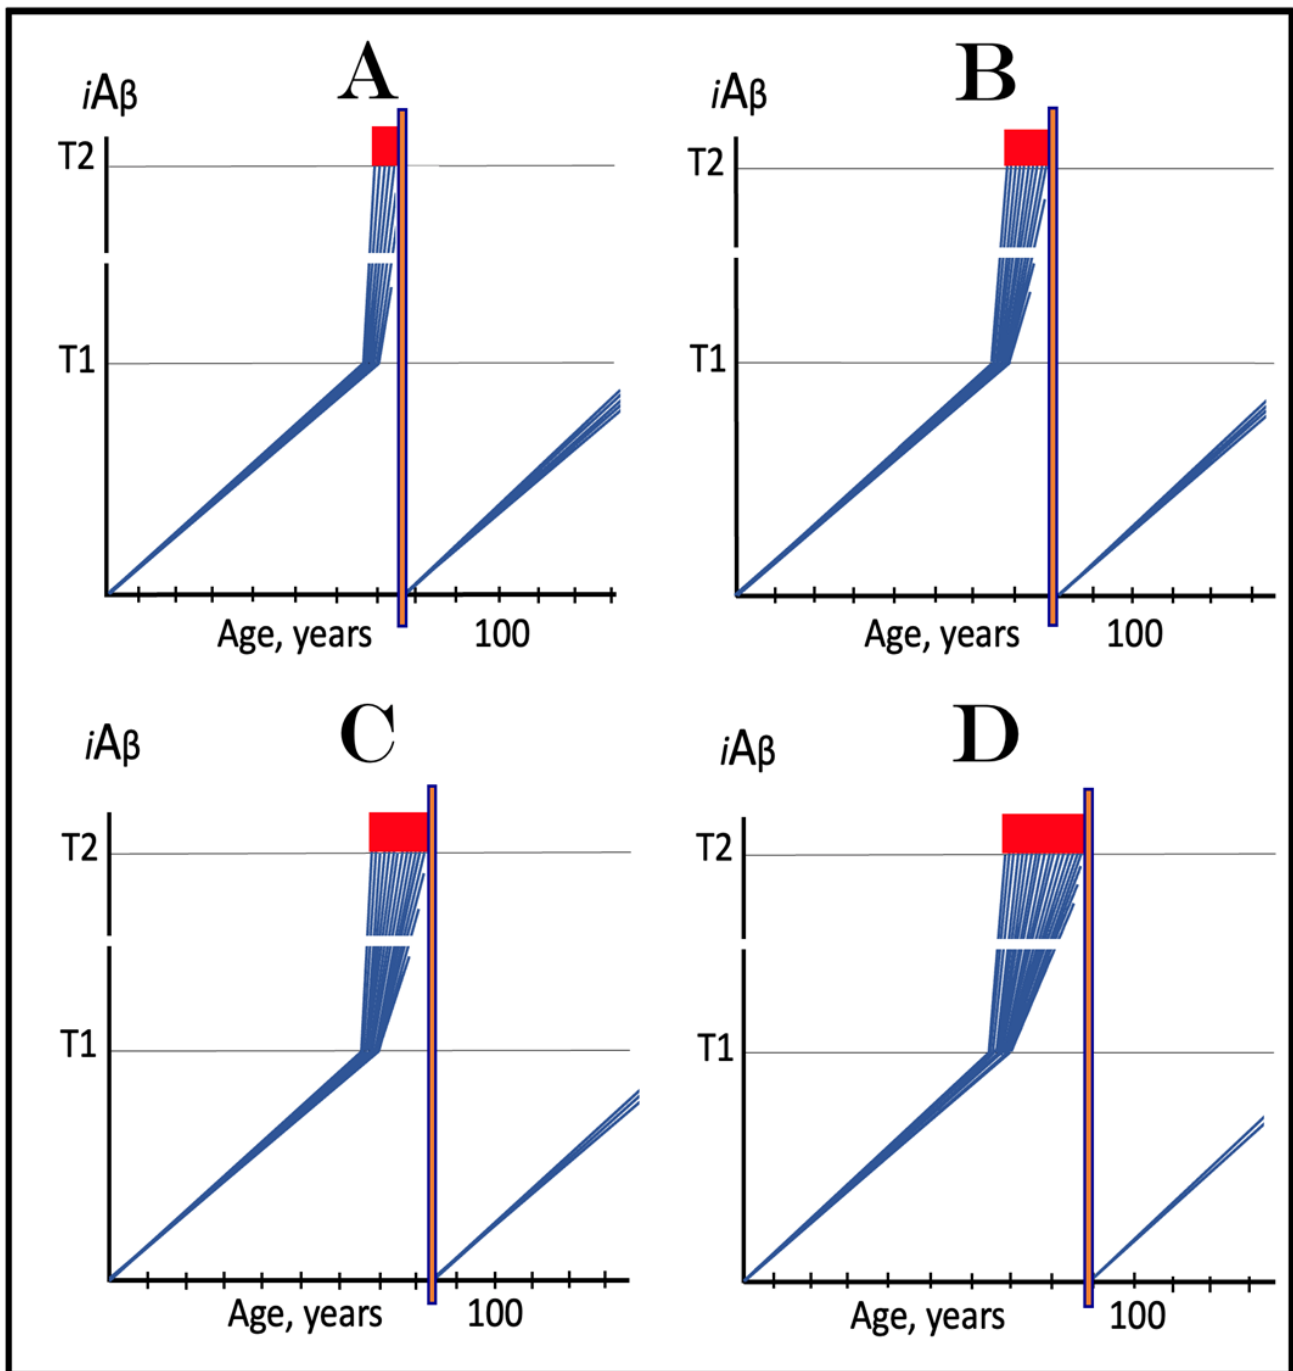 A
B
iAβ
iAβ
T2
T2
T1
T1
Age, years 100
Age, years 100
C
D
iAβ
iAβ
T2
T2
T1
T1
Age, years 100
Age, years 100